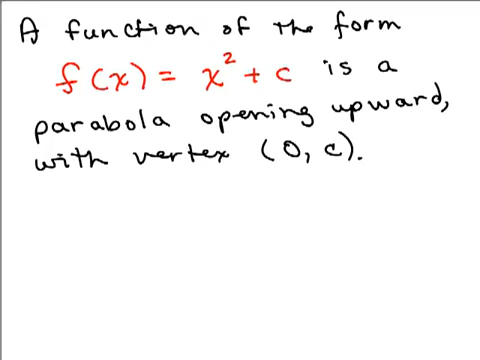 A function of the form
f(x) = x² + c is a
parabola opening upward,
with vertex (0, c).